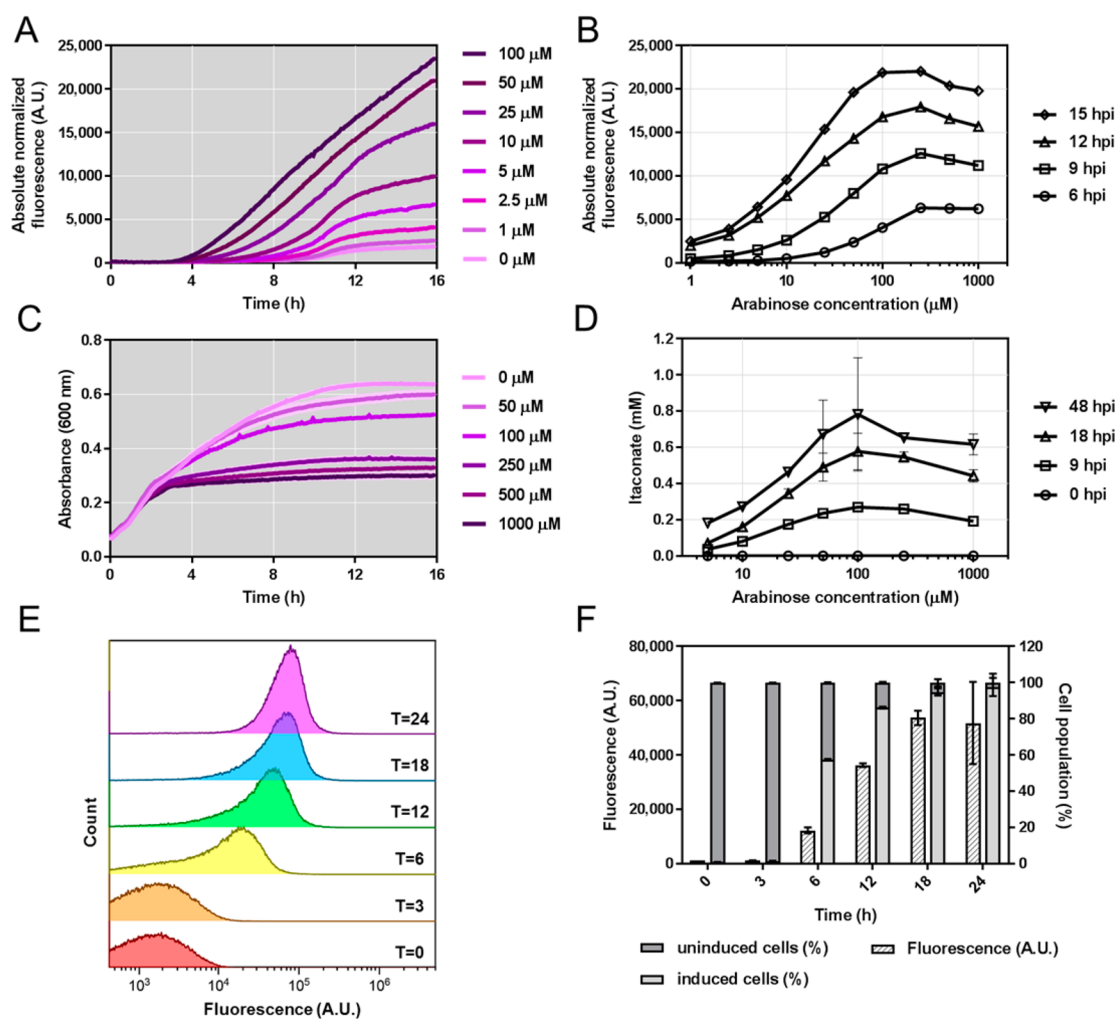 A
25,000
20,000
15,000
10,000
5,000
0
Absolute normalized
fluorescence (A.U.)
0 4 8 12 16
Time (h)
100 μM
50 μM
25 μM
10 μM
5 μM
2.5 μM
1 μM
0 μM
B
25,000
20,000
15,000
10,000
5,000
0
Absolute normalized
fluorescence (A.U.)
1 10 100 1000
Arabinose concentration (μM)
15 hpi
12 hpi
9 hpi
6 hpi
C
0.8
0.6
0.4
0.2
0.0
Absorbance (600 nm)
0 4 8 12 16
Time (h)
0 μM
50 μM
100 μM
250 μM
500 μM
1000 μM
D
1.2
1.0
0.8
0.6
0.4
0.2
0.0
Itaconate (mM)
10 100 1000
Arabinose concentration (μM)
48 hpi
18 hpi
9 hpi
0 hpi
E
Count
T=24
T=18
T=12
T=6
T=3
T=0
10³ 10⁴ 10⁵
Fluorescence (A.U.)
F
80,000
60,000
40,000
20,000
0
Fluorescence (A.U.)
120
100
80
60
40
20
0
Cell population
(%)
0 3 6 12 18 24
Time (h)
uninduced cells (%)
Fluorescence (A.U.)
induced cells (%)